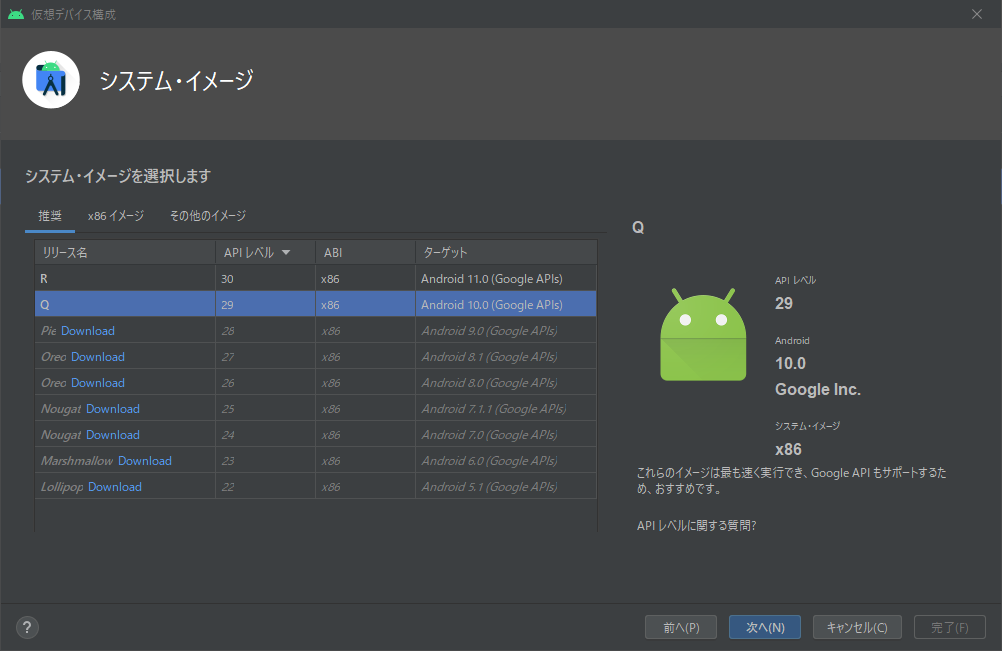 仮想デバイス構成
システム・イメージ
システム・イメージを選択します
推奨 x86 イメージ その他のイメージ
リリース名 API レベル ABI ターゲット
R 30 x86 Android 11.0 (Google APIs)
Q 29 x86 Android 10.0 (Google APIs)
Pie Download 28 x86 Android 9.0 (Google APIs)
Oreo Download 27 x86 Android 8.1 (Google APIs)
Oreo Download 26 x86 Android 8.0 (Google APIs)
Nougat Download 25 x86 Android 7.1.1 (Google APIs)
Nougat Download 24 x86 Android 7.0 (Google APIs)
Marshmallow Download 23 x86 Android 6.0 (Google APIs)
Lollipop Download 22 x86 Android 5.1 (Google APIs)
Q
API レベル
29
Android
10.0
Google Inc.
システム・イメージ
x86
これらのイメージは最も速く実行でき、Google API もサポートするた
め、おすすめです。
API レベルに関する質問?
? 前へ(P) 次へ(N) キャンセル(C) 完了(F)